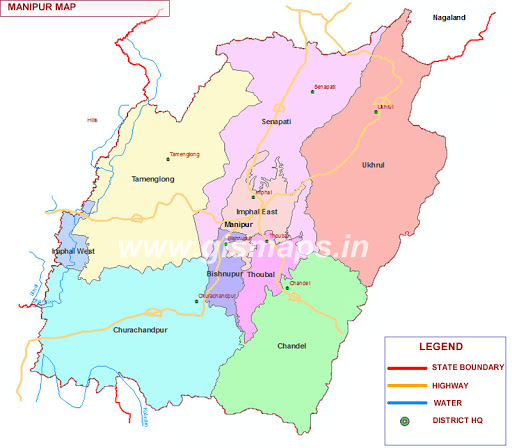 MANIPUR MAP
Nagaland
Senapati
Ukhrul
Hills
Senapati
Tamenglong
Ukhrul
Tamenglong
Imphal
Imphal East
Manipur
Thoubal
Bishnupur
www.gismaps.in
Imphal West
Bishnupur
Thoubal
Chandel
Churachandpur
Churachandpur
Chandel
LEGEND
STATE BOUNDARY
HIGHWAY
WATER
DISTRICT HQ